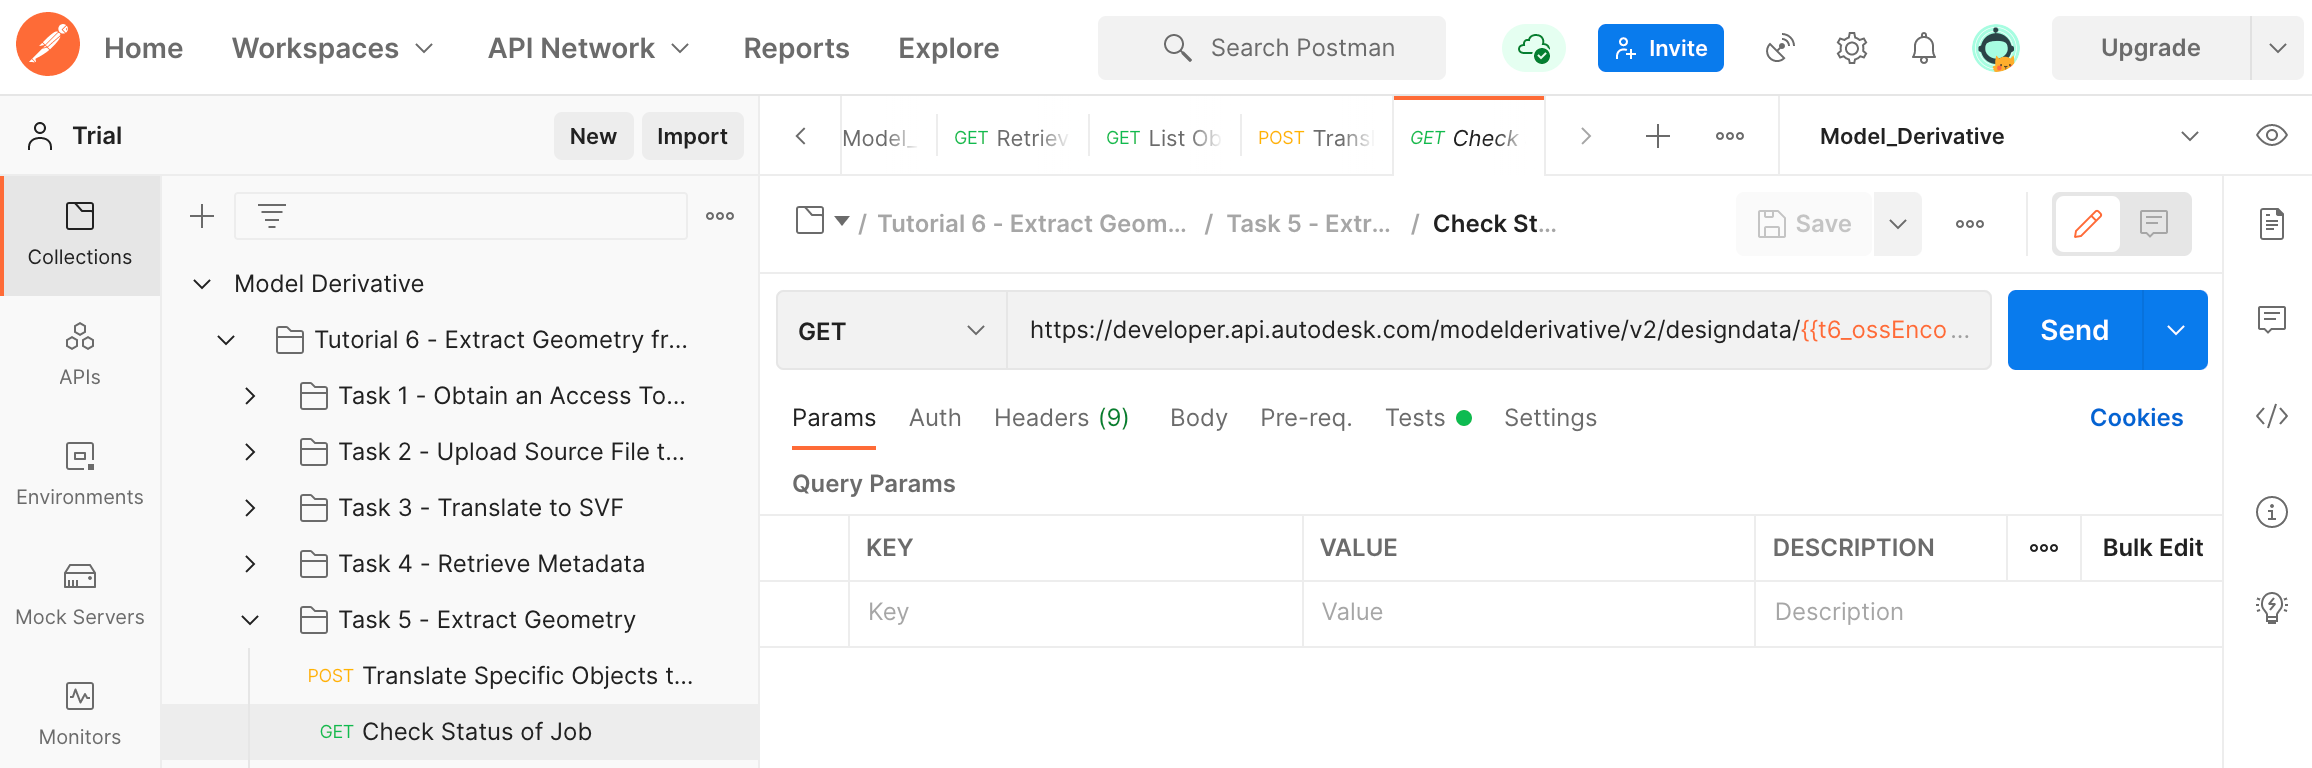 Home Workspaces API Network Reports Explore Search Postman Invite Upgrade
Trial New Import
Model_ GET Retriev GET List Ob POST Transl GET Check Model_Derivative
Collections
APIs
Environments
Mock Servers
Monitors
Model Derivative
Tutorial 6 - Extract Geometry fr...
Task 1 - Obtain an Access To...
Task 2 - Upload Source File t...
Task 3 - Translate to SVF
Task 4 - Retrieve Metadata
Task 5 - Extract Geometry
POST Translate Specific Objects t...
GET Check Status of Job
/ Tutorial 6 - Extract Geom... / Task 5 - Extr... / Check St... Save
GET https://developer.api.autodesk.com/modelderivative/v2/designdata/{{t6_ossEnco... Send
Params Auth Headers (9) Body Pre-req. Tests Settings Cookies
Query Params
KEY VALUE DESCRIPTION Bulk Edit
Key Value Description